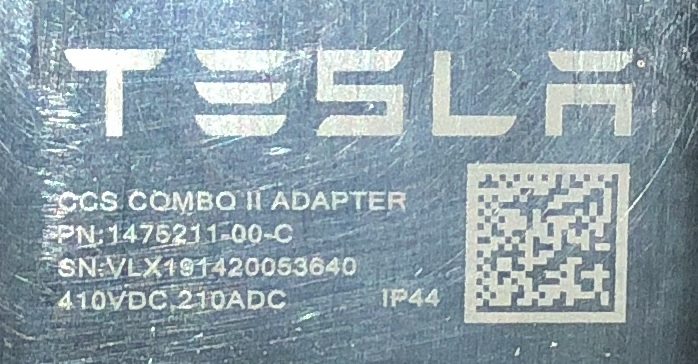 TESLA
CCS COMBO II ADAPTER
PN:1475211-00-C
SN:VLX191420053640
410VDC,210ADC IP44